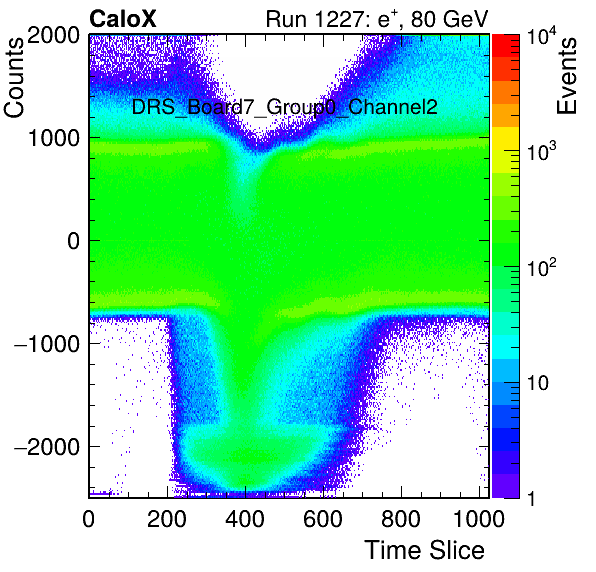 CaloX Run 1227: e⁺, 80 GeV
Counts
Events
DRS_Board7_Group0_Channel2
2000
1000
0
−1000
−2000
10⁴
10³
10²
10
1
0 200 400 600 800 1000
Time Slice